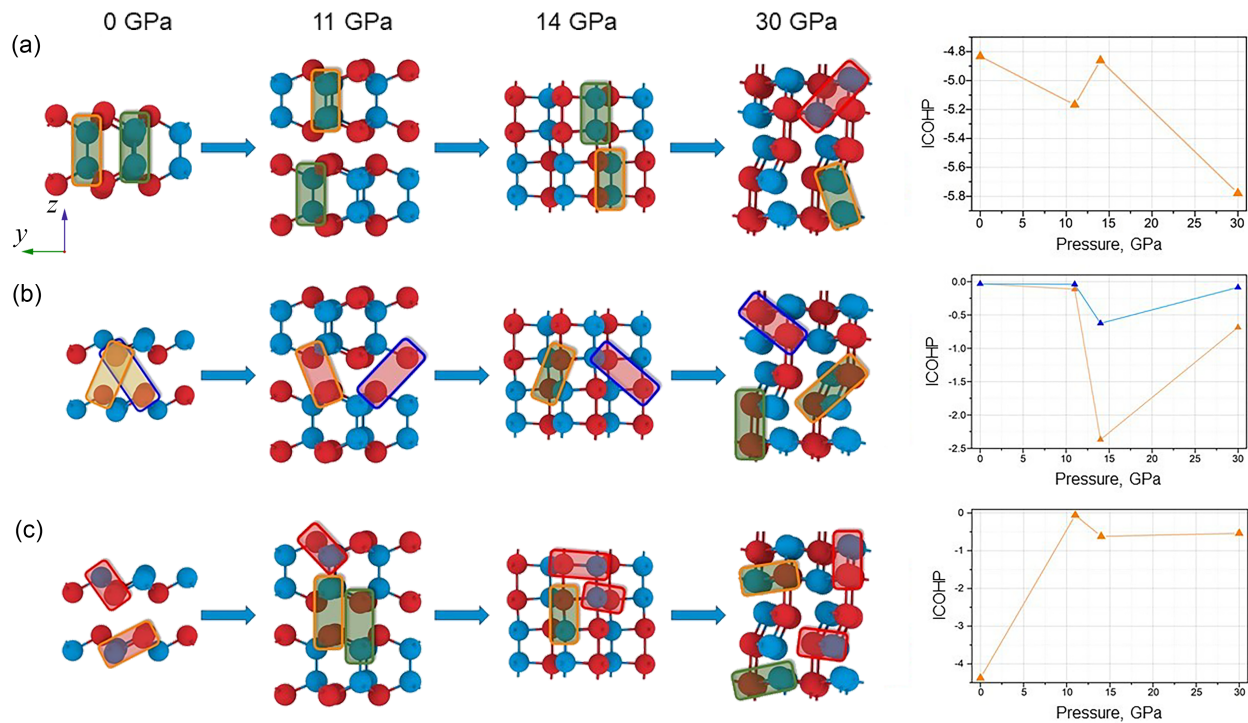 0 GPa
11 GPa
14 GPa
30 GPa
(a)
z
y
-4.8
-5.0
-5.2
-5.4
-5.6
-5.8
ICOHP
0 5 10 15 20 25 30
Pressure, GPa
(b)
0.0
-0.5
-1.0
-1.5
-2.0
-2.5
ICOHP
0 5 10 15 20 25 30
Pressure, GPa
(c)
0
-1
-2
-3
-4
ICOHP
0 5 10 15 20 25 30
Pressure, GPa